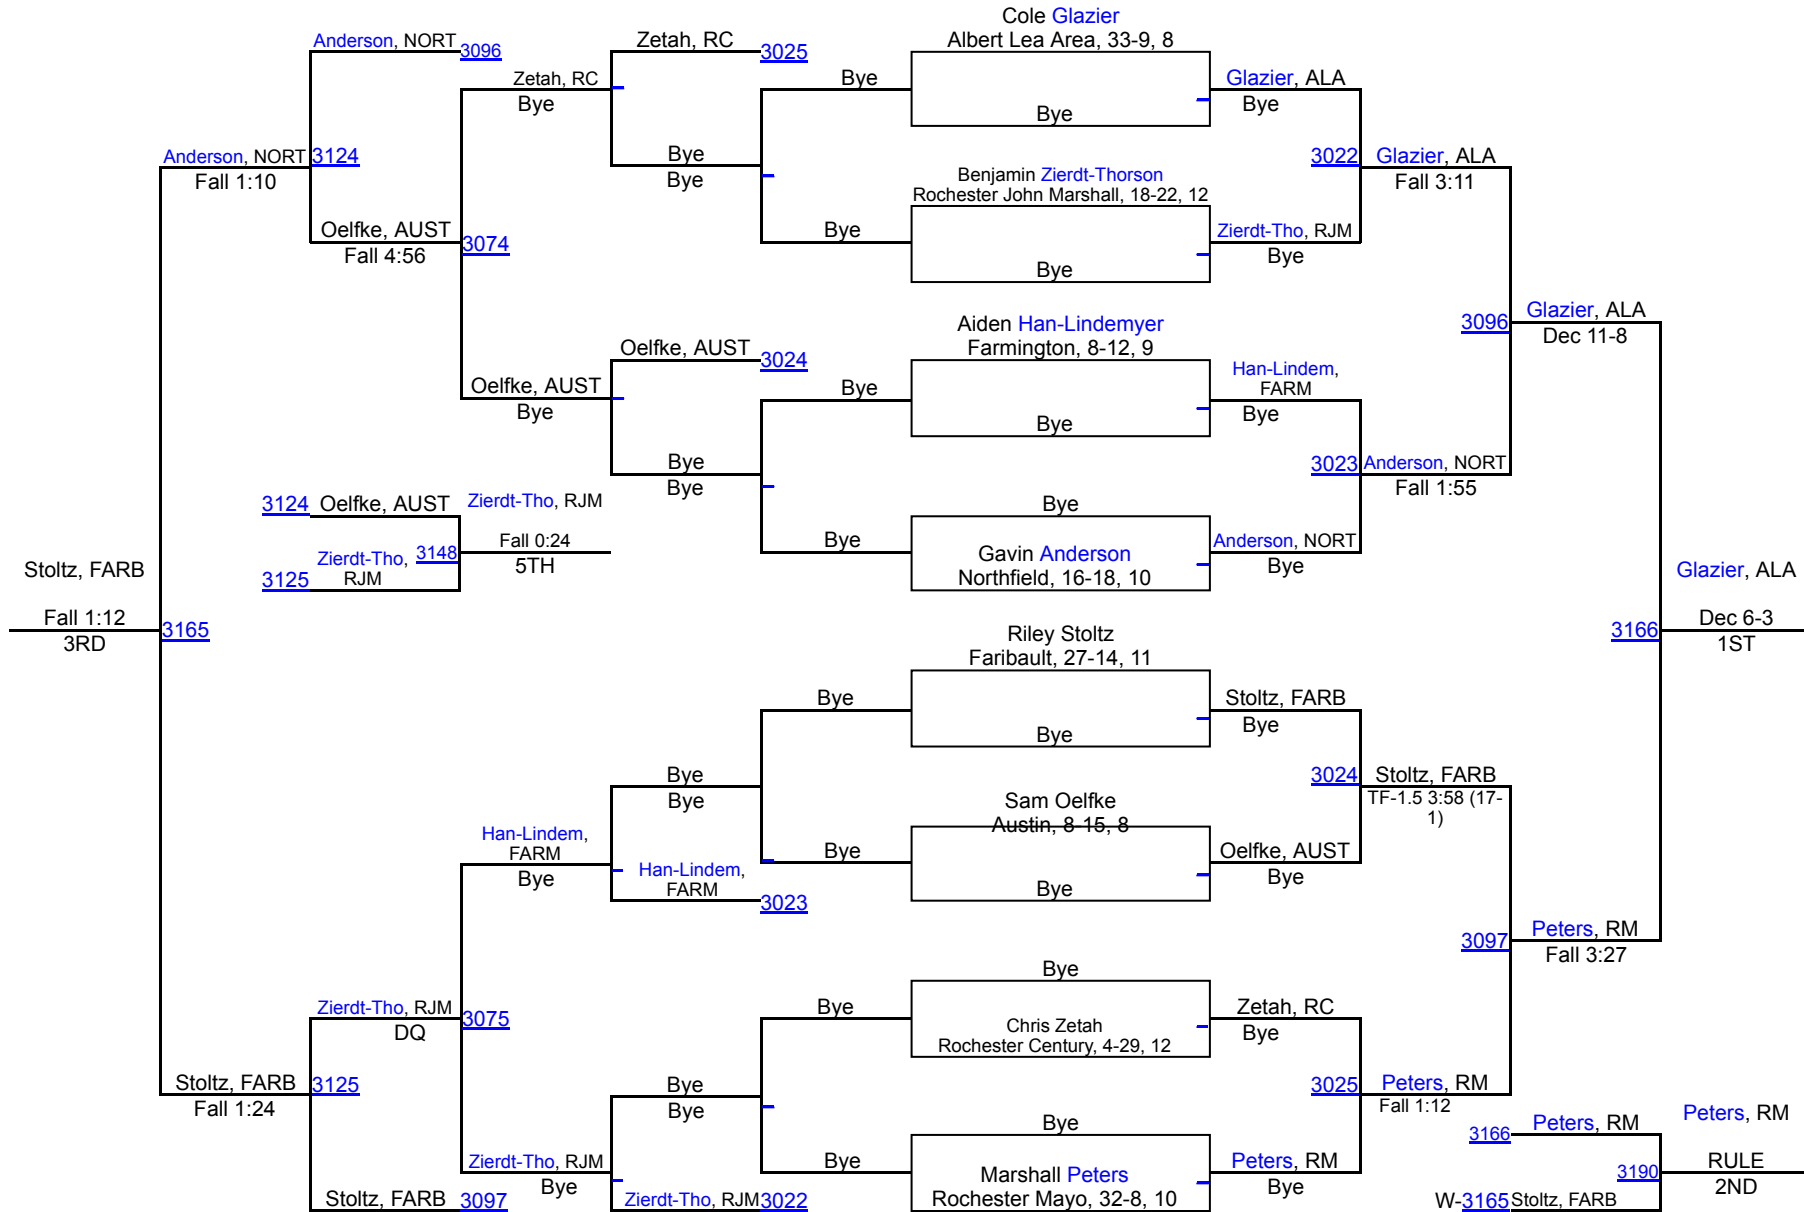 Cole Glazier
Albert Lea Area, 33-9, 8
Anderson, NORT 3096
Zetah, RC 3025
Zetah, RC
Bye
Bye
Bye
Glazier, ALA
Bye
Anderson, NORT 3124
Fall 1:10
Bye
Bye
Benjamin Zierdt-Thorson
Rochester John Marshall, 18-22, 12
3022 Glazier, ALA
Fall 3:11
Oelfke, AUST 3074
Fall 4:56
Bye
Bye
Zierdt-Tho, RJM
Bye
Aiden Han-Lindemyer
Farmington, 8-12, 9
3096 Glazier, ALA
Dec 11-8
Oelfke, AUST 3024
Oelfke, AUST
Bye
Bye
Bye
Han-Lindem,
FARM
Bye
Bye
Bye
3023 Anderson, NORT
Fall 1:55
3124 Oelfke, AUST
Zierdt-Tho, RJM
Zierdt-Tho,
RJM
3125
3148
Fall 0:24
5TH
Bye
Bye
Gavin Anderson
Northfield, 16-18, 10
Anderson, NORT
Bye
Stoltz, FARB
Fall 1:12
3RD
3165
Glazier, ALA
3166
Dec 6-3
1ST
Riley Stoltz
Faribault, 27-14, 11
Bye
Bye
Stoltz, FARB
Bye
Bye
Bye
Sam Oelfke
Austin, 8-15, 8
3024 Stoltz, FARB
TF-1.5 3:58 (17-
1)
Han-Lindem,
FARM
Bye
Han-Lindem,
FARM
3023
Bye
Bye
Oelfke, AUST
Bye
3097 Peters, RM
Fall 3:27
Zierdt-Tho, RJM 3075
DQ
Bye
Bye
Chris Zetah
Rochester Century, 4-29, 12
Zetah, RC
Bye
Stoltz, FARB 3125
Fall 1:24
Bye
Bye
3025 Peters, RM
Fall 1:12
Bye
Bye
Marshall Peters
Rochester Mayo, 32-8, 10
Peters, RM
Bye
Zierdt-Tho, RJM
Bye
Stoltz, FARB 3097
Zierdt-Tho, RJM 3022
3166 Peters, RM
Peters, RM
3190
RULE
2ND
W-3165 Stoltz, FARB